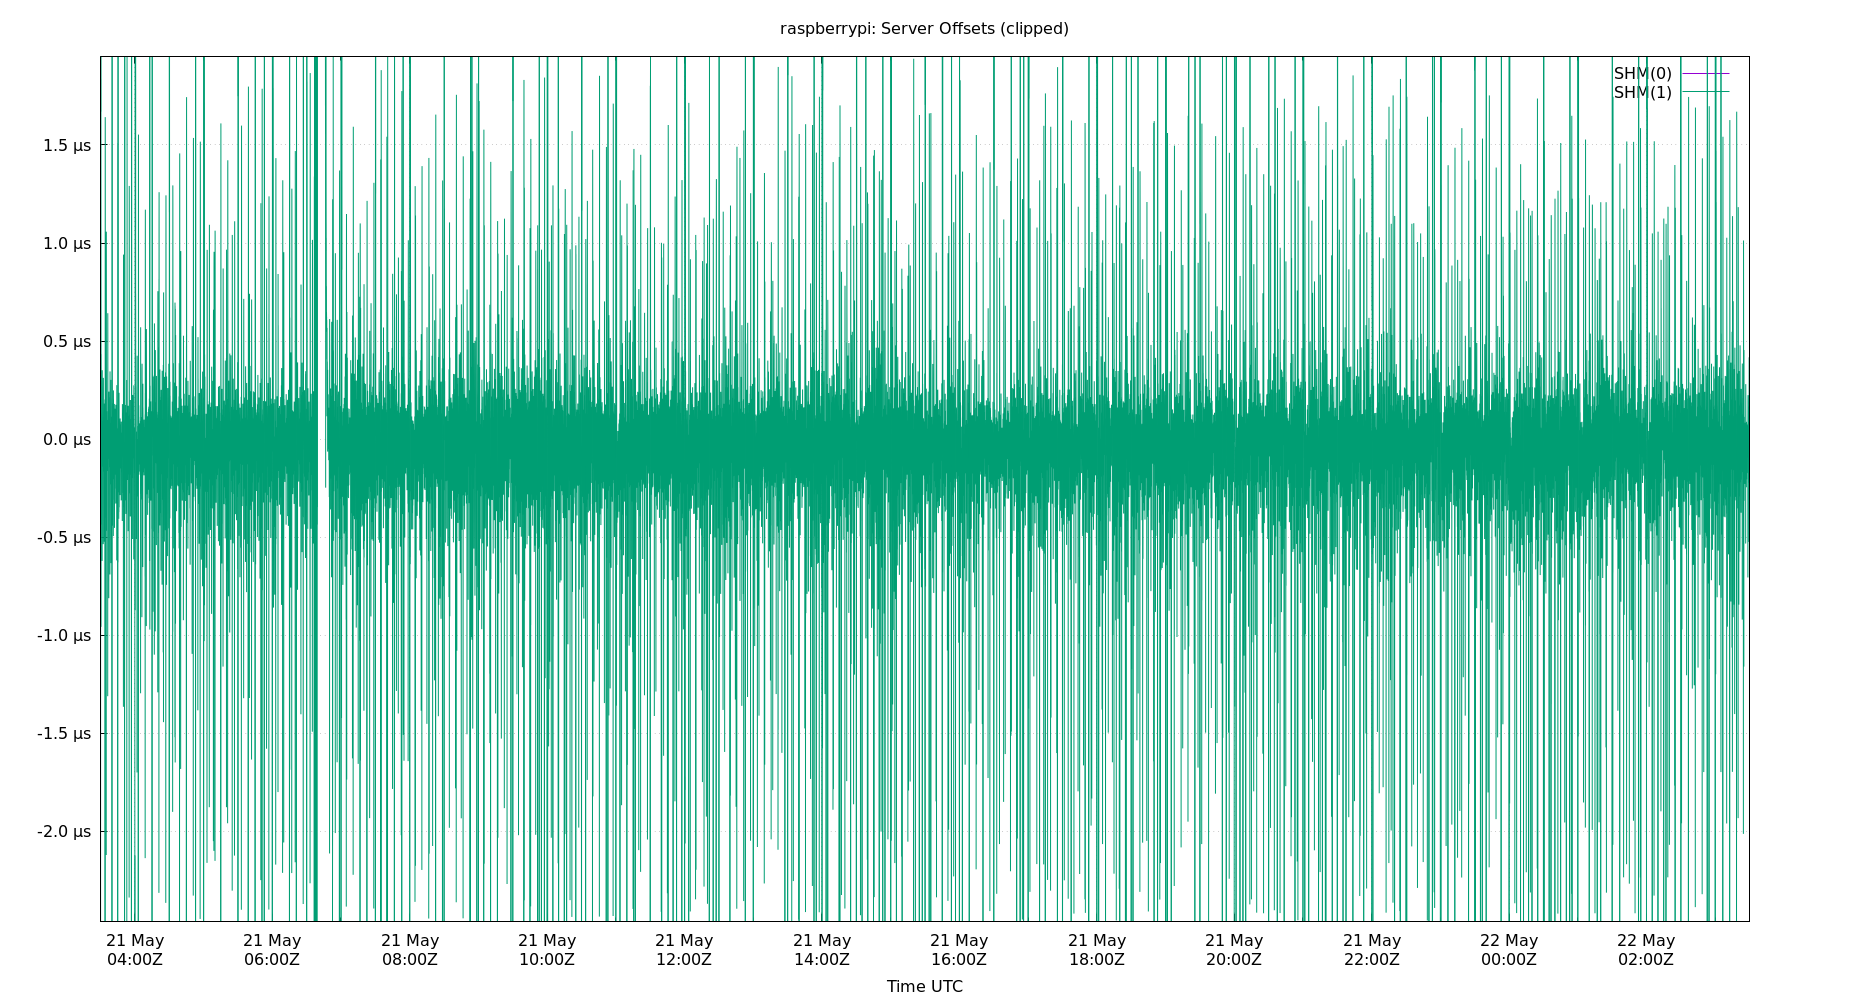 raspberrypi: Server Offsets (clipped)
SHM(0)
SHM(1)
1.5 µs
1.0 µs
0.5 µs
0.0 µs
-0.5 µs
-1.0 µs
-1.5 µs
-2.0 µs
21 May 21 May 21 May 21 May 21 May 21 May 21 May 21 May 21 May 21 May 22 May 22 May
04:00Z 06:00Z 08:00Z 10:00Z 12:00Z 14:00Z 16:00Z 18:00Z 20:00Z 22:00Z 00:00Z 02:00Z
Time UTC